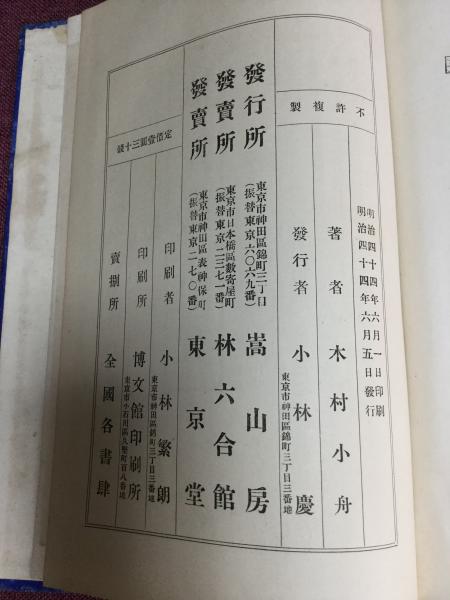 明治四十四年六月一日印刷
明治四十四年六月五日發行
不許複製
著者 木村小舟
發行者 小林慶
東京市神田區錦町三丁目三番地
發行所 東京市神田區錦町三丁目
(振替東京六〇六九番) 嵩山房
發賣所 東京市日本橋區數寄屋町
(振替東京二三七一番) 林六合館
發賣所 東京市神田區表神保町
(振替東京二七〇番) 東京堂
定價壹圓三十錢
印刷者 小林繁朗
東京市神田區錦町三丁目三番地
印刷所 博文館印刷所
東京市小石川區久堅町百八番地
賣捌所 全國各書肆